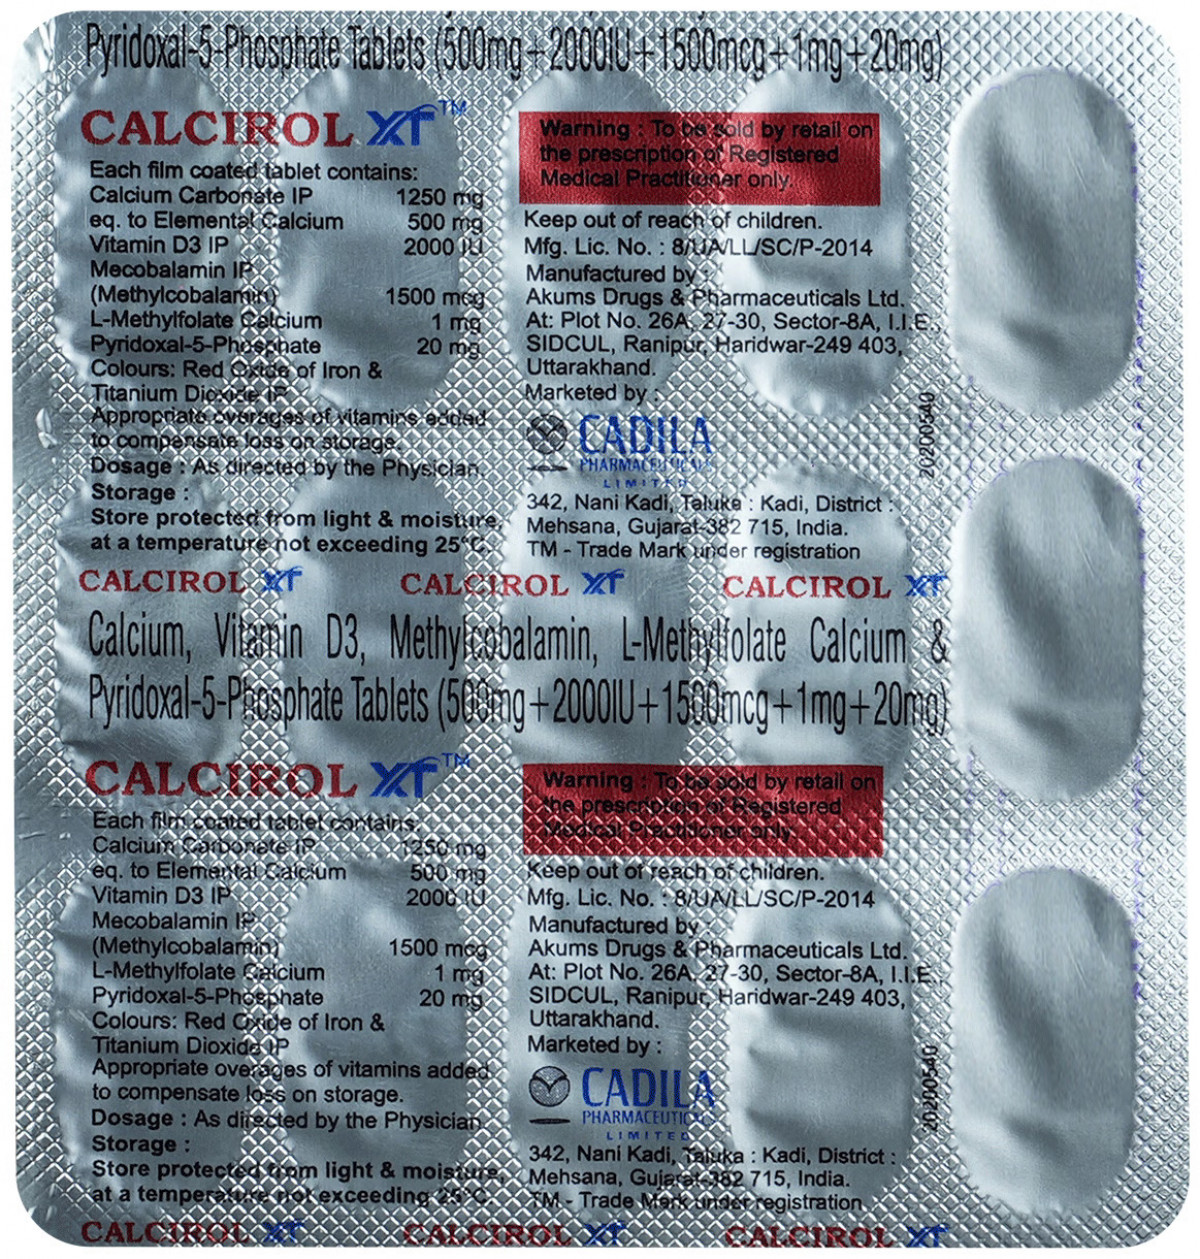 Pyridoxal-5-Phosphate Tablets (500mg+2000IU+1500mcg+1mg+20mg)
CALCIROL XT™
Each film coated tablet contains:
Calcium Carbonate IP 1250 mg
eq. to Elemental Calcium 500 mg
Vitamin D3 IP 2000 IU
Mecobalamin IP
(Methylcobalamin) 1500 mcg
L-Methylfolate Calcium 1 mg
Pyridoxal-5-Phosphate 20 mg
Colours: Red Oxide of Iron &
Titanium Dioxide IP
Appropriate overages of vitamins added
to compensate loss on storage.
Dosage : As directed by the Physician.
Storage :
Store protected from light & moisture,
at a temperature not exceeding 25°C.
Warning : To be sold by retail on
the prescription of Registered
Medical Practitioner only.
Keep out of reach of children.
Mfg. Lic. No. : 8/UA/LL/SC/P-2014
Manufactured by :
Akums Drugs & Pharmaceuticals Ltd.
At: Plot No. 26A, 27-30, Sector-8A, I.I.E.,
SIDCUL, Ranipur, Haridwar-249 403,
Uttarakhand.
Marketed by :
CADILA
PHARMACEUTICALS
LIMITED
342, Nani Kadi, Taluka : Kadi, District :
Mehsana, Gujarat-382 715, India.
TM - Trade Mark under registration
20200540
CALCIROL XT CALCIROL XT CALCIROL XT
Calcium, Vitamin D3, Methylcobalamin, L-Methylfolate Calcium &
Pyridoxal-5-Phosphate Tablets (500mg+2000IU+1500mcg+1mg+20mg)
CALCIROL XT™
Each film coated tablet contains:
Calcium Carbonate IP 1250 mg
eq. to Elemental Calcium 500 mg
Vitamin D3 IP 2000 IU
Mecobalamin IP
(Methylcobalamin) 1500 mcg
L-Methylfolate Calcium 1 mg
Pyridoxal-5-Phosphate 20 mg
Colours: Red Oxide of Iron &
Titanium Dioxide IP
Appropriate overages of vitamins added
to compensate loss on storage.
Dosage : As directed by the Physician.
Storage :
Store protected from light & moisture,
at a temperature not exceeding 25°C.
Warning : To be sold by retail on
the prescription of Registered
Medical Practitioner only.
Keep out of reach of children.
Mfg. Lic. No. : 8/UA/LL/SC/P-2014
Manufactured by :
Akums Drugs & Pharmaceuticals Ltd.
At: Plot No. 26A, 27-30, Sector-8A, I.I.E.,
SIDCUL, Ranipur, Haridwar-249 403,
Uttarakhand.
Marketed by :
CADILA
PHARMACEUTICALS
LIMITED
342, Nani Kadi, Taluka : Kadi, District :
Mehsana, Gujarat-382 715, India.
TM - Trade Mark under registration
20200540
CALCIROL XT CALCIROL XT CALCIROL XT